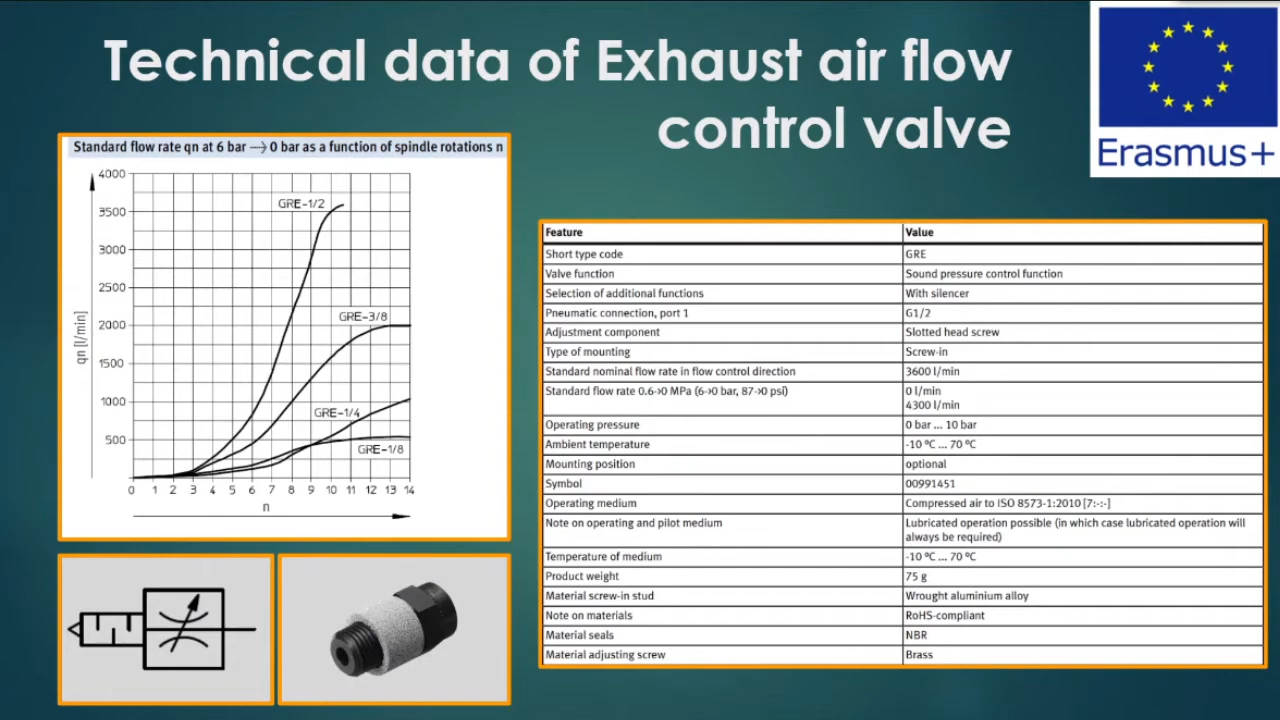 Technical data of Exhaust air flow
control valve
Erasmus+
Standard flow rate qn at 6 bar ---> 0 bar as a function of spindle rotations n
4000
3500
3000
2500
2000
1500
1000
500
qn [l/min]
GRE-1/2
GRE-3/8
GRE-1/4
GRE-1/8
0 1 2 3 4 5 6 7 8 9 10 11 12 13 14
n
Feature Value
Short type code GRE
Valve function Sound pressure control function
Selection of additional functions With silencer
Pneumatic connection, port 1 G1/2
Adjustment component Slotted head screw
Type of mounting Screw-in
Standard nominal flow rate in flow control direction 3600 l/min
Standard flow rate 0.6->0 MPa (6->0 bar, 87->0 psi) 0 l/min
4300 l/min
Operating pressure 0 bar ... 10 bar
Ambient temperature -10 °C ... 70 °C
Mounting position optional
Symbol 00991451
Operating medium Compressed air to ISO 8573-1:2010 [7:-:-]
Note on operating and pilot medium Lubricated operation possible (in which case lubricated operation will
always be required)
Temperature of medium -10 °C ... 70 °C
Product weight 75 g
Material screw-in stud Wrought aluminium alloy
Note on materials RoHS-compliant
Material seals NBR
Material adjusting screw Brass